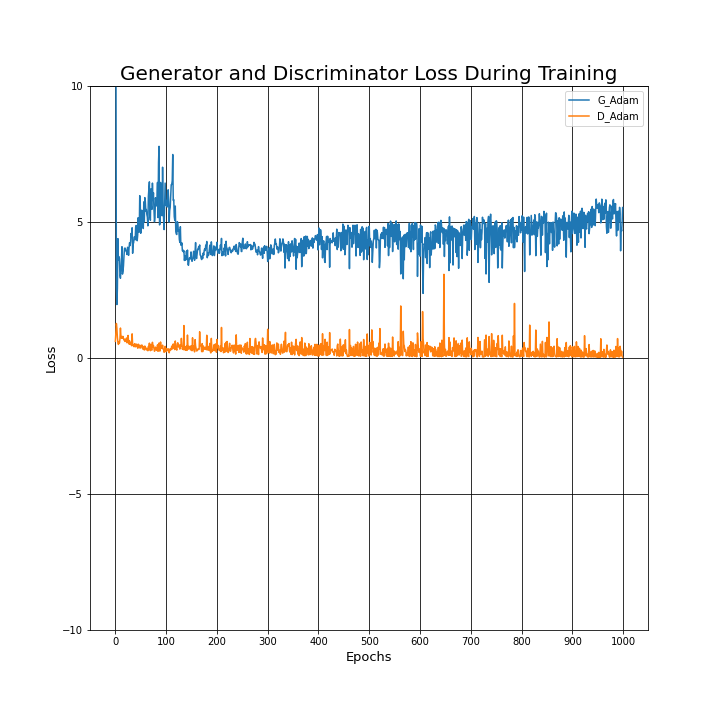 Generator and Discriminator Loss During Training
G_Adam
D_Adam
10
5
0
−5
−10
Loss
0 100 200 300 400 500 600 700 800 900 1000
Epochs